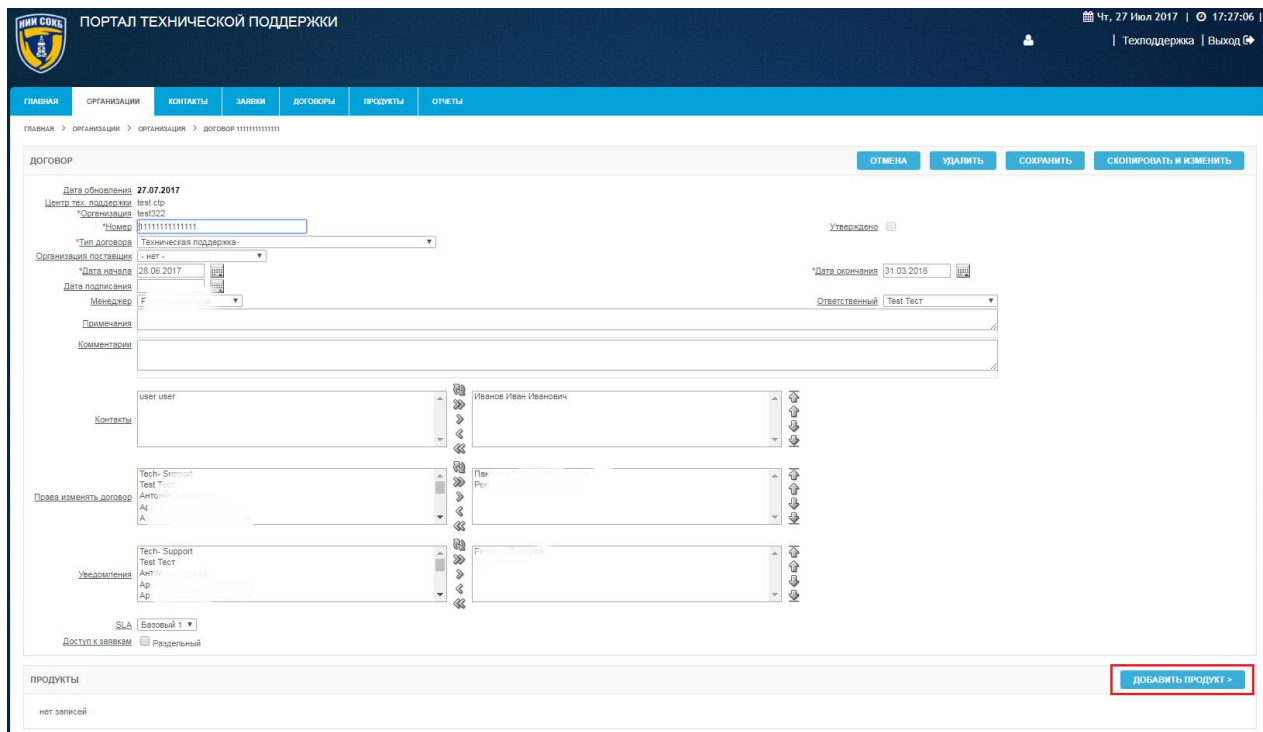 НИИ СОКБ
ПОРТАЛ ТЕХНИЧЕСКОЙ ПОДДЕРЖКИ
Чт, 27 Июл 2017 | 17:27:06 |
| Техподдержка | Выход
ГЛАВНАЯ ОРГАНИЗАЦИИ КОНТАКТЫ ЗАЯВКИ ДОГОВОРЫ ПРОДУКТЫ ОТЧЕТЫ
ГЛАВНАЯ > ОРГАНИЗАЦИИ > ОРГАНИЗАЦИЯ > ДОГОВОР 11111111111111
ДОГОВОР ОТМЕНА УДАЛИТЬ СОХРАНИТЬ СКОПИРОВАТЬ И ИЗМЕНИТЬ
Дата обновления 27.07.2017
Центр тех. поддержки test ctp
*Организация test322
*Номер 11111111111111 Утверждено
*Тип договора Техническая поддержка
Организация поставщик - нет -
*Дата начала 28.06.2017 *Дата окончания 31.03.2018
Дата подписания
Менеджер Ответственный Test Тест
Примечания
Комментарии
Контакты user user Иванов Иван Иванович
Права изменять договор Tech- Support
Test Тест
Уведомления Tech- Support
Test Тест
SLA Базовый 1
Доступ к заявкам Раздельный
ПРОДУКТЫ ДОБАВИТЬ ПРОДУКТ >
нет записей